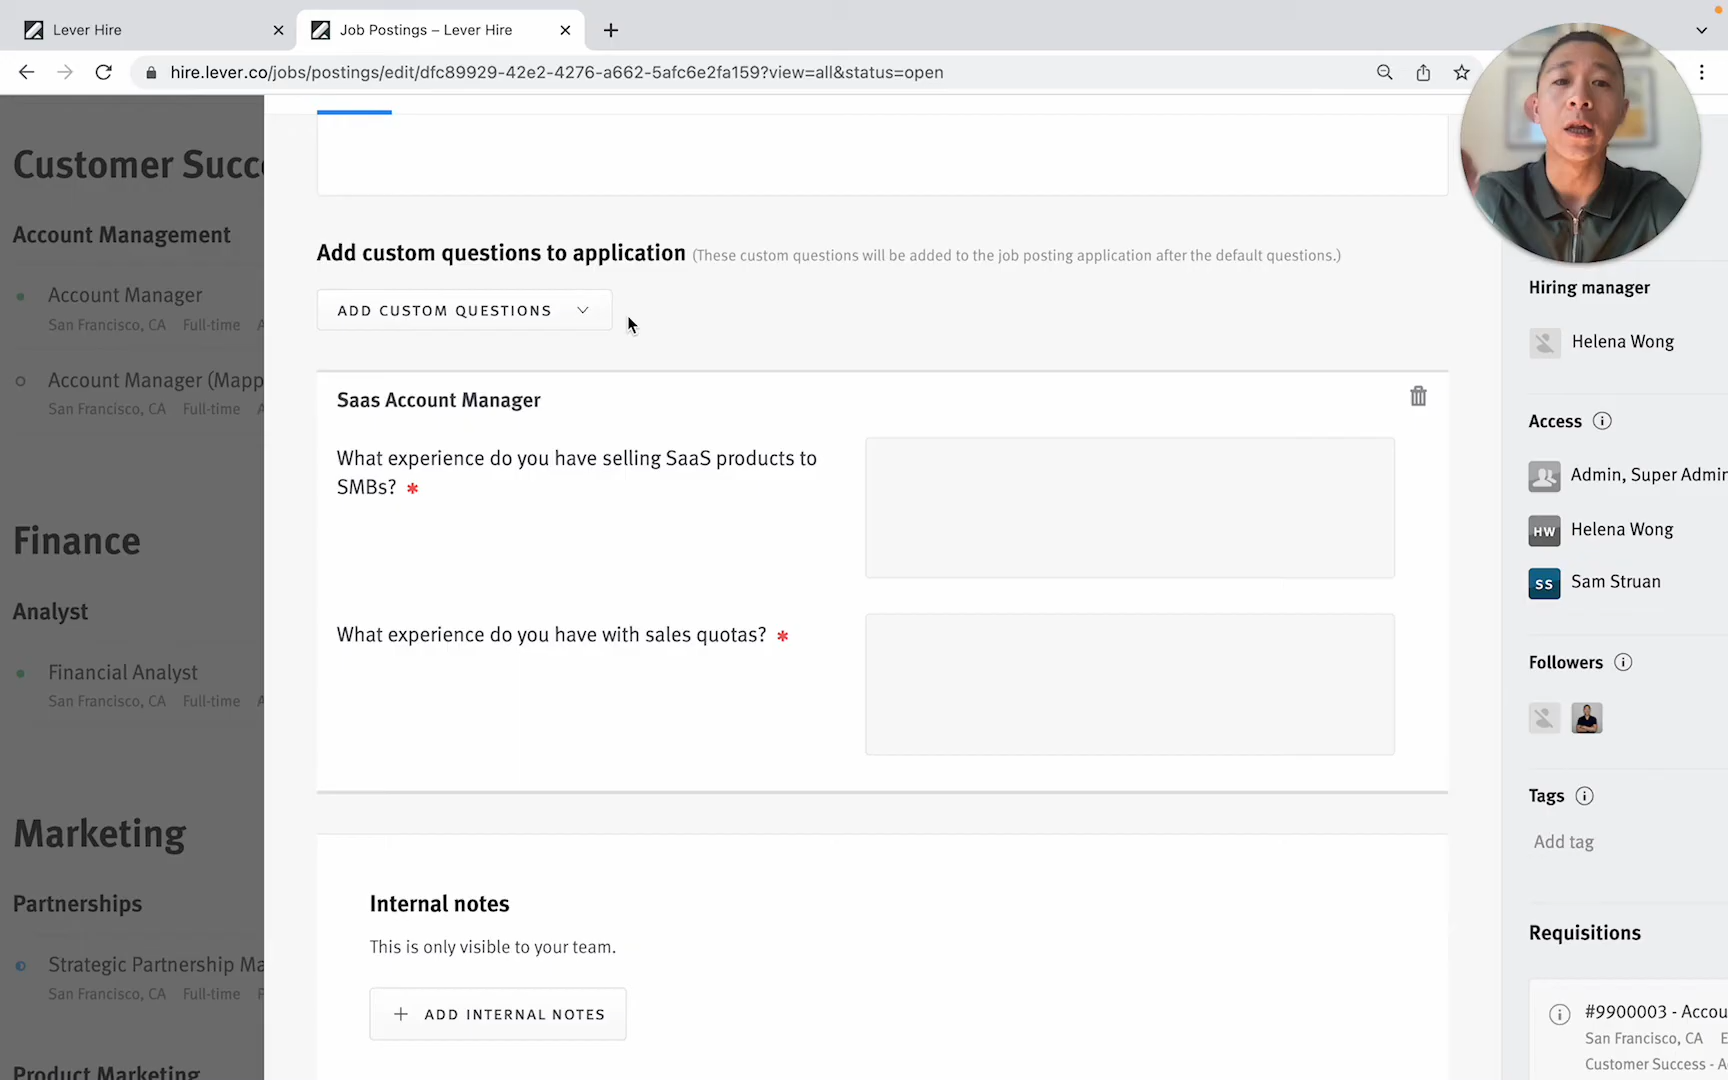 Lever Hire
Job Postings – Lever Hire
hire.lever.co/jobs/postings/edit/dfc89929-42e2-4276-a662-5afc6e2fa159?view=all&status=open
Customer Succe
Account Management
Account Manager
San Francisco, CA Full-time A
Account Manager (Mapp
San Francisco, CA Full-time A
Finance
Analyst
Financial Analyst
San Francisco, CA Full-time A
Marketing
Partnerships
Strategic Partnership Ma
San Francisco, CA Full-time F
Product Marketing
Add custom questions to application (These custom questions will be added to the job posting application after the default questions.)
ADD CUSTOM QUESTIONS
Saas Account Manager
What experience do you have selling SaaS products to
SMBs? *
What experience do you have with sales quotas? *
Internal notes
This is only visible to your team.
+ ADD INTERNAL NOTES
Hiring manager
Helena Wong
Access
Admin, Super Admin
HW Helena Wong
SS Sam Struan
Followers
Tags
Add tag
Requisitions
#9900003 - Accou
San Francisco, CA E
Customer Success - A